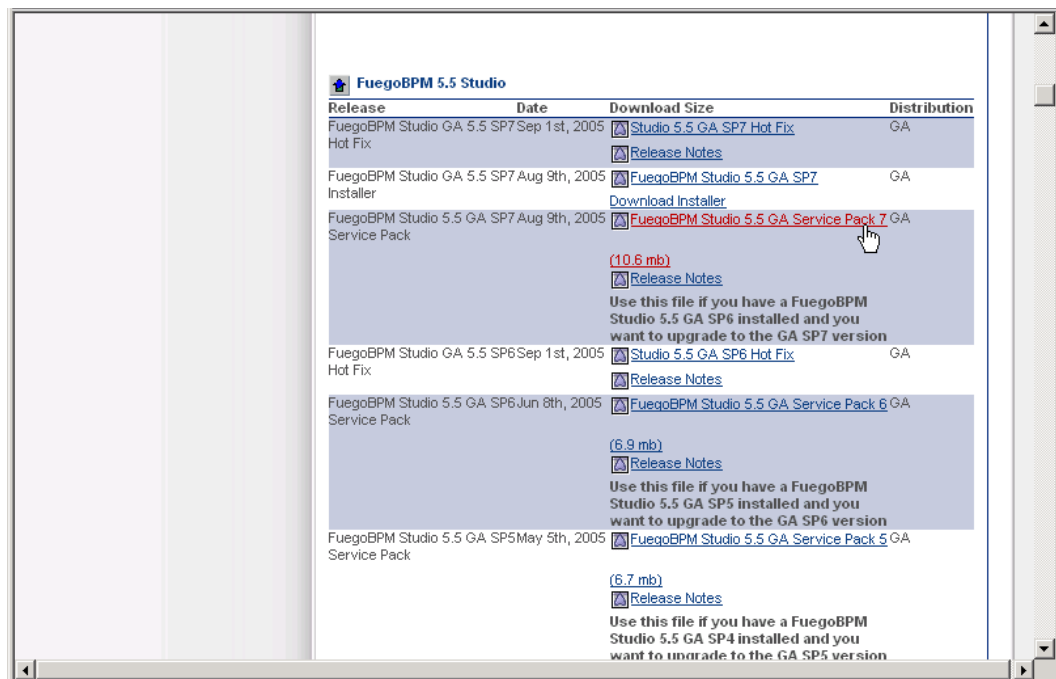 FuegoBPM 5.5 Studio
Release Date Download Size Distribution
FuegoBPM Studio GA 5.5 SP7 Sep 1st, 2005 Studio 5.5 GA SP7 Hot Fix GA
Hot Fix
Release Notes
FuegoBPM Studio GA 5.5 SP7 Aug 9th, 2005 FuegoBPM Studio 5.5 GA SP7 GA
Installer
Download Installer
FuegoBPM Studio 5.5 GA SP7 Aug 9th, 2005 FuegoBPM Studio 5.5 GA Service Pack 7 GA
Service Pack
(10.6 mb)
Release Notes
Use this file if you have a FuegoBPM
Studio 5.5 GA SP6 installed and you
want to upgrade to the GA SP7 version
FuegoBPM Studio GA 5.5 SP6 Sep 1st, 2005 Studio 5.5 GA SP6 Hot Fix GA
Hot Fix
Release Notes
FuegoBPM Studio 5.5 GA SP6 Jun 8th, 2005 FuegoBPM Studio 5.5 GA Service Pack 6 GA
Service Pack
(6.9 mb)
Release Notes
Use this file if you have a FuegoBPM
Studio 5.5 GA SP5 installed and you
want to upgrade to the GA SP6 version
FuegoBPM Studio 5.5 GA SP5 May 5th, 2005 FuegoBPM Studio 5.5 GA Service Pack 5 GA
Service Pack
(6.7 mb)
Release Notes
Use this file if you have a FuegoBPM
Studio 5.5 GA SP4 installed and you
want to upgrade to the GA SP5 version